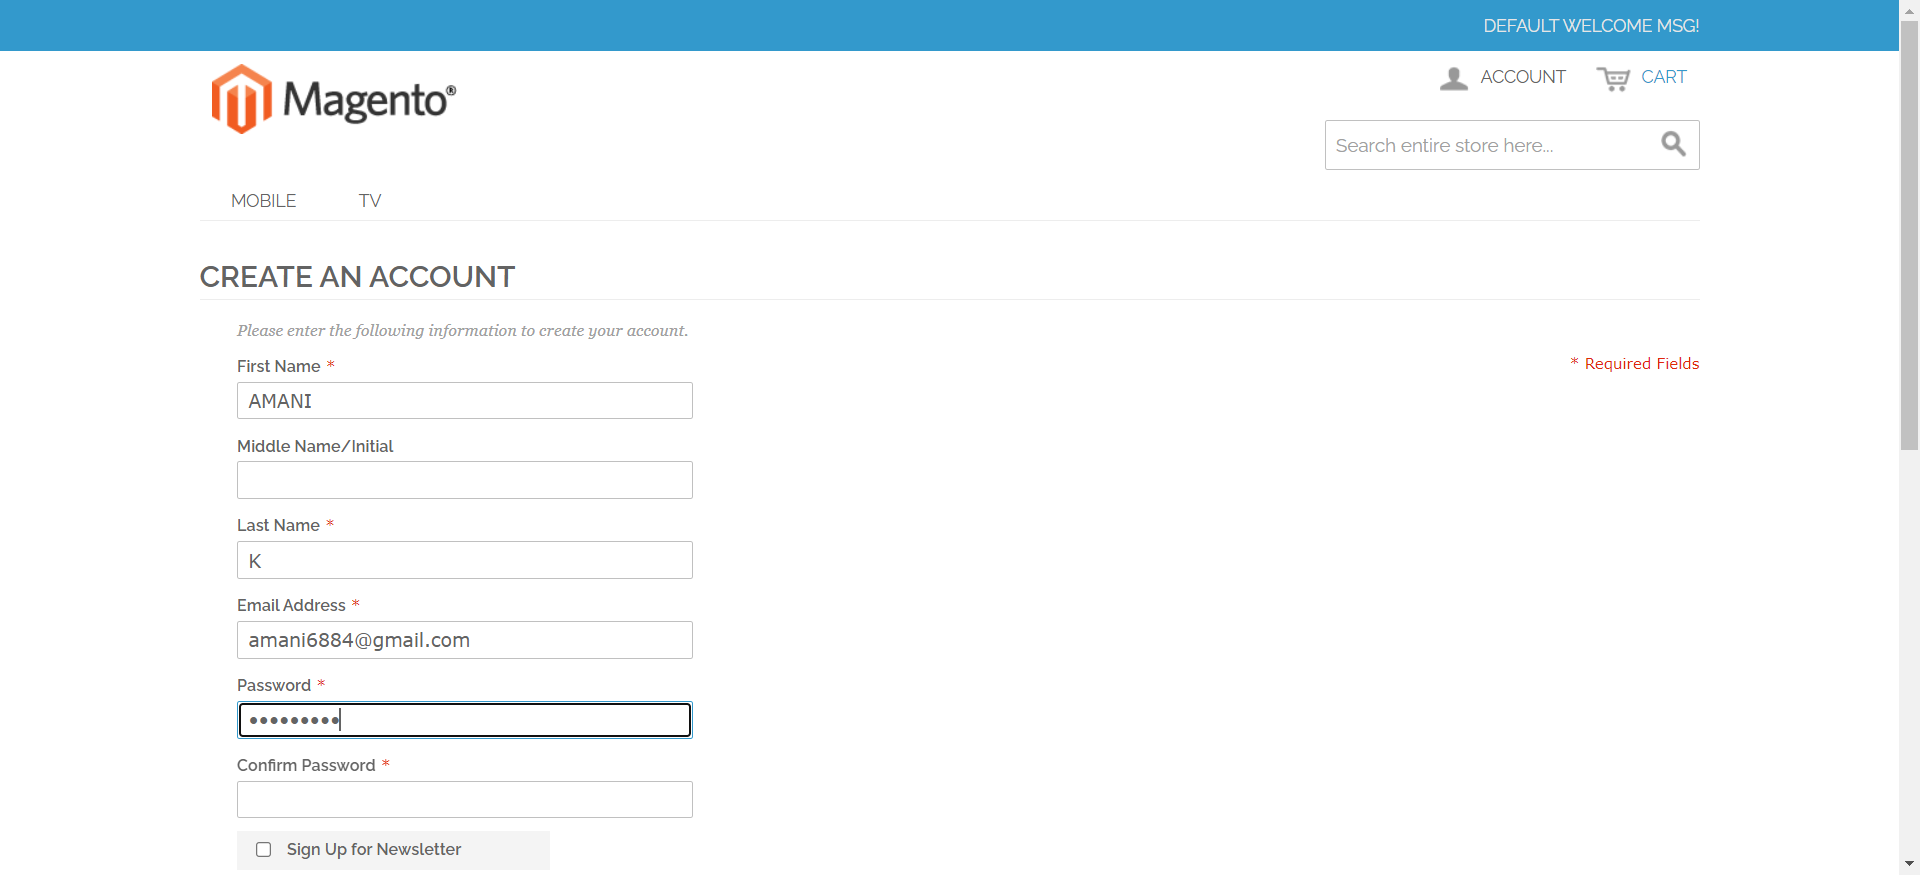 DEFAULT WELCOME MSG!
Magento®
ACCOUNT
CART
Search entire store here...
MOBILE
TV
CREATE AN ACCOUNT
Please enter the following information to create your account.
First Name *
* Required Fields
AMANI
Middle Name/Initial
Last Name *
K
Email Address *
amani6884@gmail.com
Password *
•••••••••
Confirm Password *
Sign Up for Newsletter